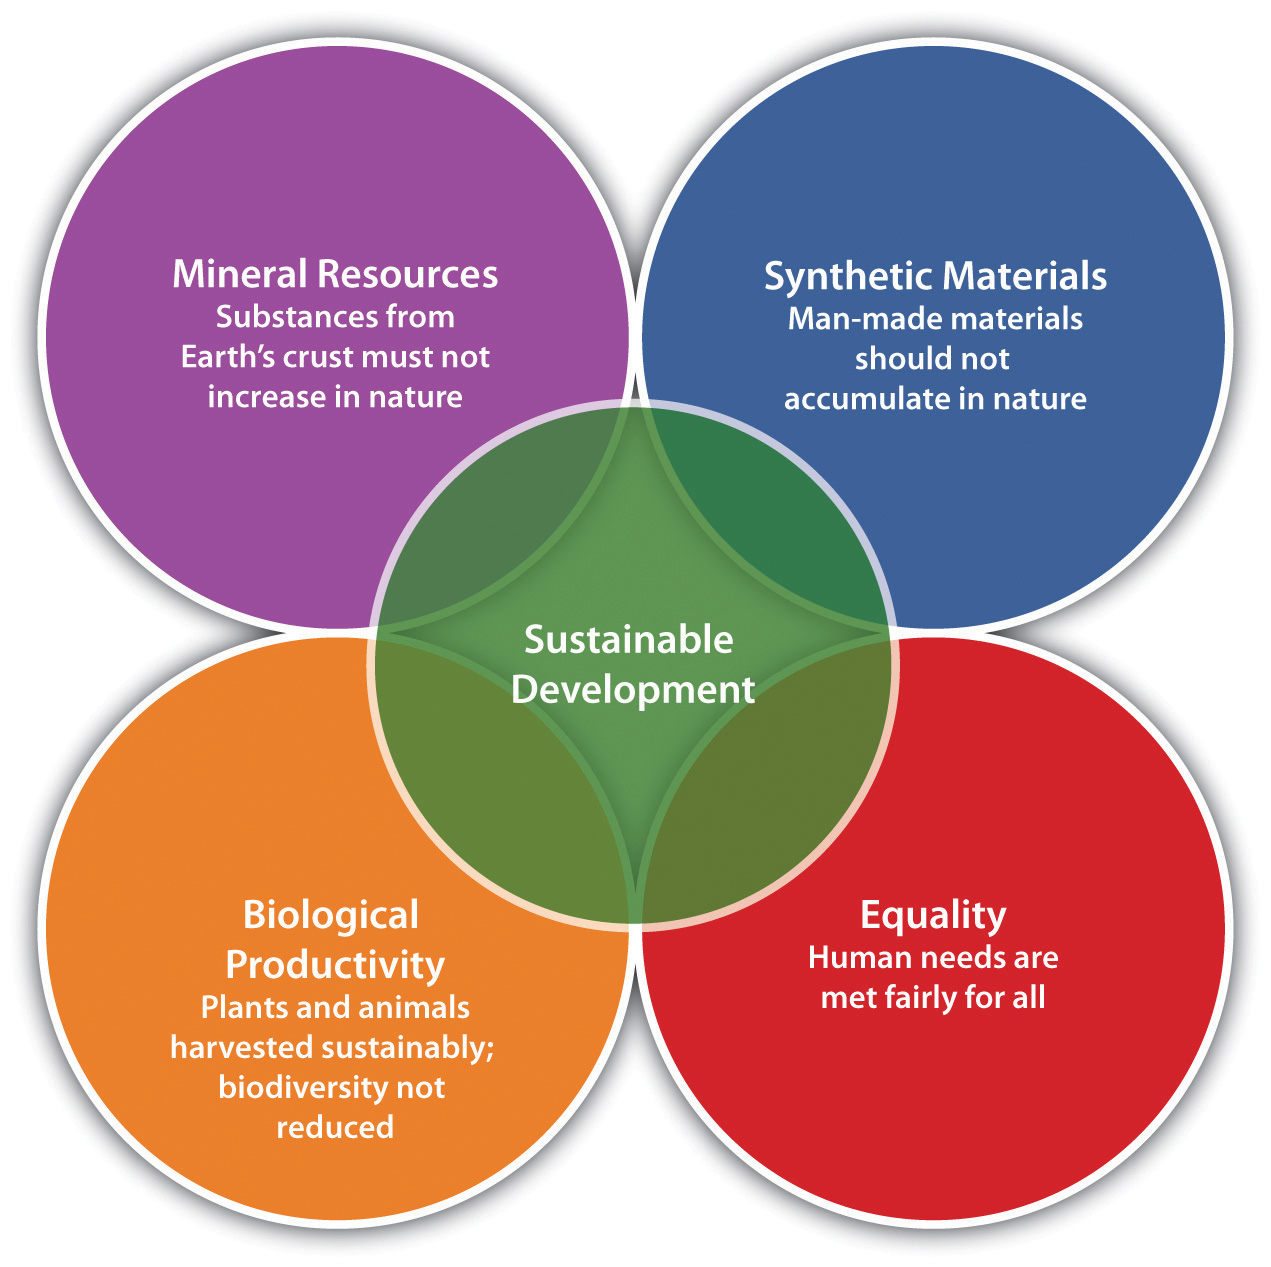 Mineral Resources
Substances from
Earth’s crust must not
increase in nature
Synthetic Materials
Man-made materials
should not
accumulate in nature
Sustainable
Development
Biological
Productivity
Plants and animals
harvested sustainably;
biodiversity not
reduced
Equality
Human needs are
met fairly for all